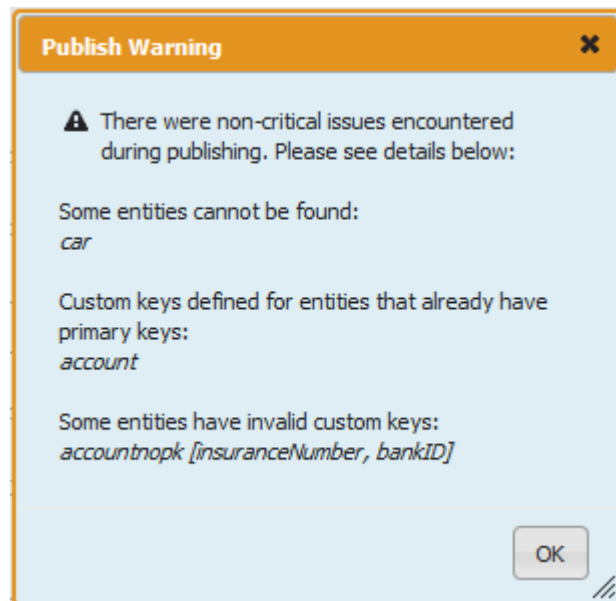 Publish Warning
There were non-critical issues encountered
during publishing. Please see details below:
Some entities cannot be found:
car
Custom keys defined for entities that already have
primary keys:
account
Some entities have invalid custom keys:
accountnopk [insuranceNumber, bankID]
OK